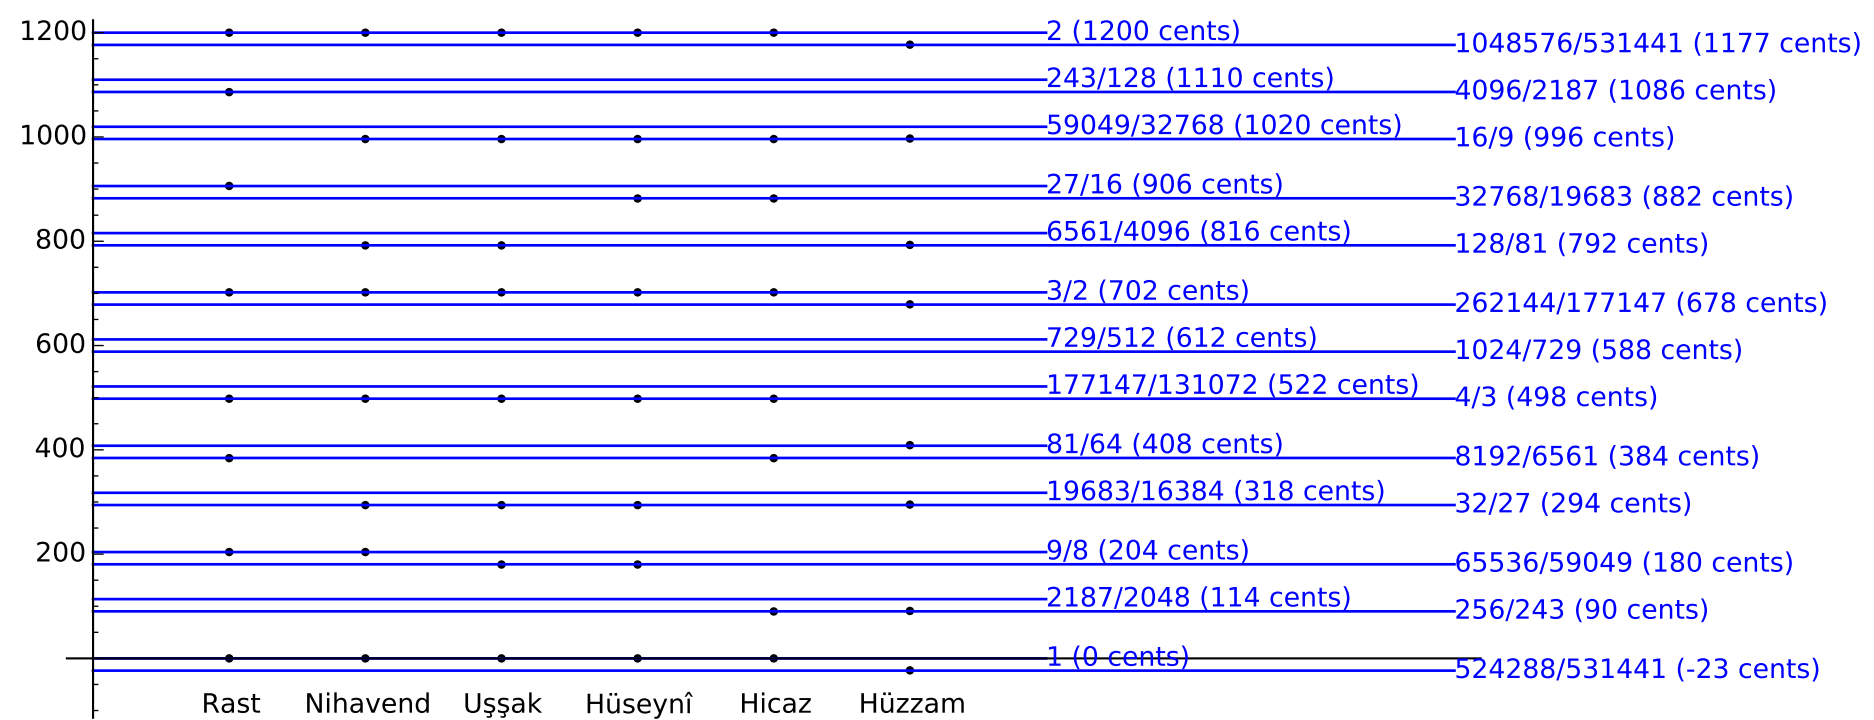 1200
2 (1200 cents)
1048576/531441 (1177 cents)
243/128 (1110 cents)
4096/2187 (1086 cents)
59049/32768 (1020 cents)
1000
16/9 (996 cents)
27/16 (906 cents)
32768/19683 (882 cents)
6561/4096 (816 cents)
800
128/81 (792 cents)
3/2 (702 cents)
262144/177147 (678 cents)
729/512 (612 cents)
600
1024/729 (588 cents)
177147/131072 (522 cents)
4/3 (498 cents)
81/64 (408 cents)
400
8192/6561 (384 cents)
19683/16384 (318 cents)
32/27 (294 cents)
9/8 (204 cents)
200
65536/59049 (180 cents)
2187/2048 (114 cents)
256/243 (90 cents)
1 (0 cents)
524288/531441 (-23 cents)
Rast Nihavend Uşşak Hüseynî Hicaz Hüzzam